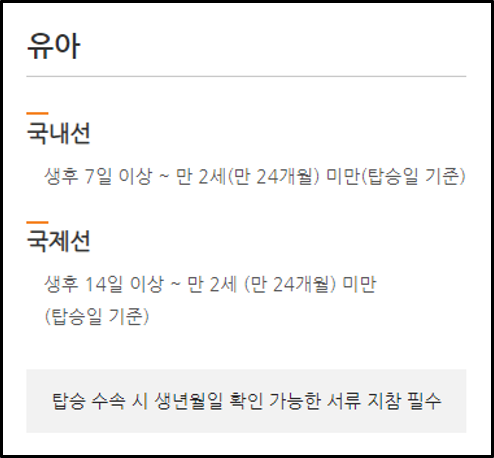 유아
국내선
생후 7일 이상 ~ 만 2세(만 24개월) 미만(탑승일 기준)
국제선
생후 14일 이상 ~ 만 2세 (만 24개월) 미만
(탑승일 기준)
탑승 수속 시 생년월일 확인 가능한 서류 지참 필수